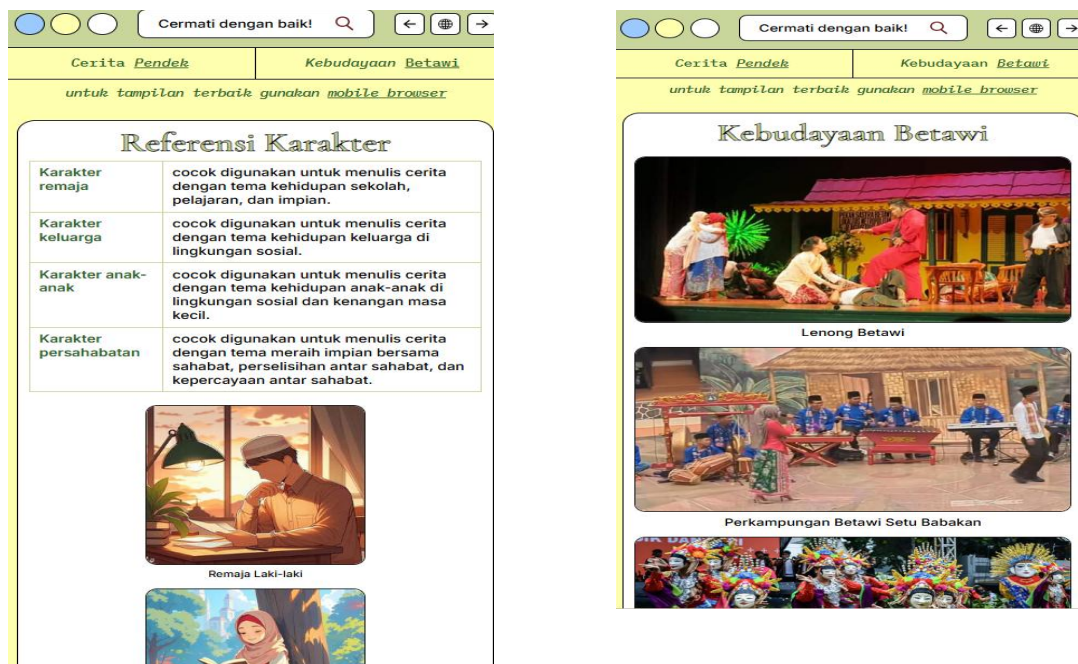 Cermati dengan baik!
Cerita Pendek
Kebudayaan Betawi
untuk tampilan terbaik gunakan mobile browser
Referensi Karakter
Karakter remaja
cocok digunakan untuk menulis cerita
dengan tema kehidupan sekolah,
pelajaran, dan impian.
Karakter keluarga
cocok digunakan untuk menulis cerita
dengan tema kehidupan keluarga di
lingkungan sosial.
Karakter anak-anak
cocok digunakan untuk menulis cerita
dengan tema kehidupan anak-anak di
lingkungan sosial dan kenangan masa
kecil.
Karakter persahabatan
cocok digunakan untuk menulis cerita
dengan tema meraih impian bersama
sahabat, perselisihan antar sahabat, dan
kepercayaan antar sahabat.
Remaja Laki-laki
Cermati dengan baik!
Cerita Pendek
Kebudayaan Betawi
untuk tampilan terbaik gunakan mobile browser
Kebudayaan Betawi
Lenong Betawi
Perkampungan Betawi Setu Babakan